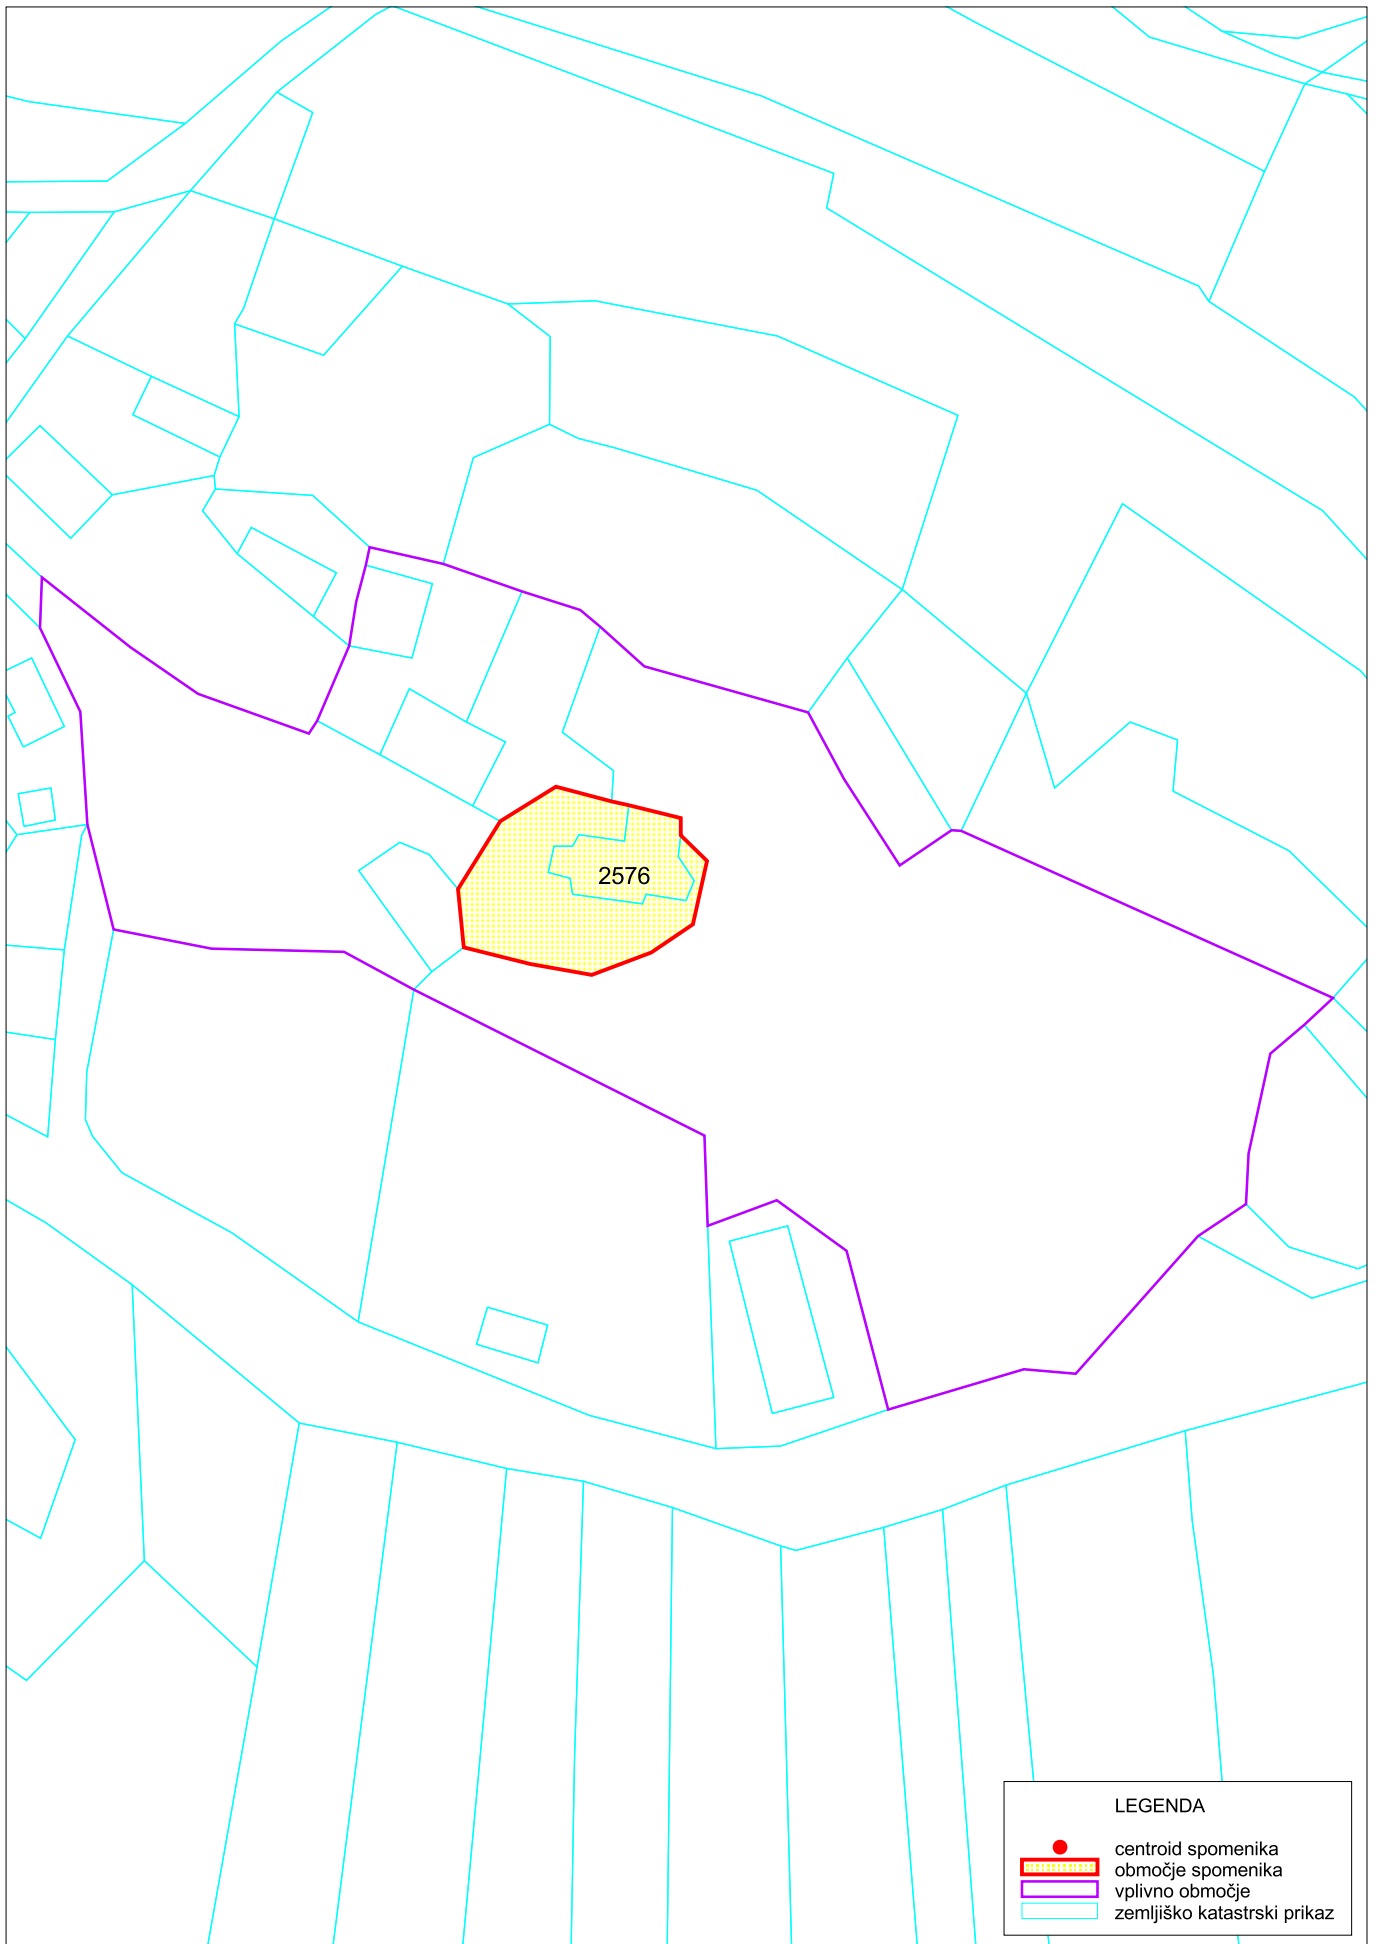 2576
LEGENDA
centroid spomenika
območje spomenika
vplivno območje
zemljiško katastrski prikaz